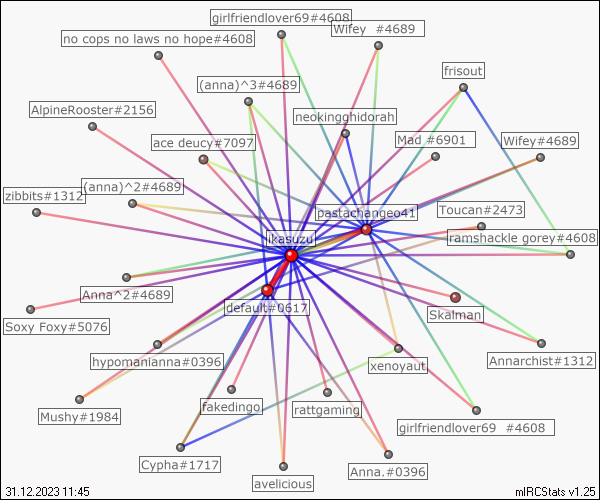 girlfriendlover69#4608
Wifey  #4689
no cops no laws no hope#4608
frisout
(anna)^3#4689
AlpineRooster#2156
neokingghidorah
ace deucy#7097
Mad #6901
Wifey#4689
(anna)^2#4689
zibbits#1312
pastachangeo41
Toucan#2473
ikasuzu
ramshackle gorey#4608
Anna^2#4689
default#0617
Skalman
Soxy Foxy#5076
hypomanianna#0396
xenoyaut
Annarchist#1312
Mushy#1984
fakedingo
rattgaming
girlfriendlover69  #4608
Cypha#1717
Anna.#0396
avelicious
31.12.2023 11:45
mIRCStats v1.25